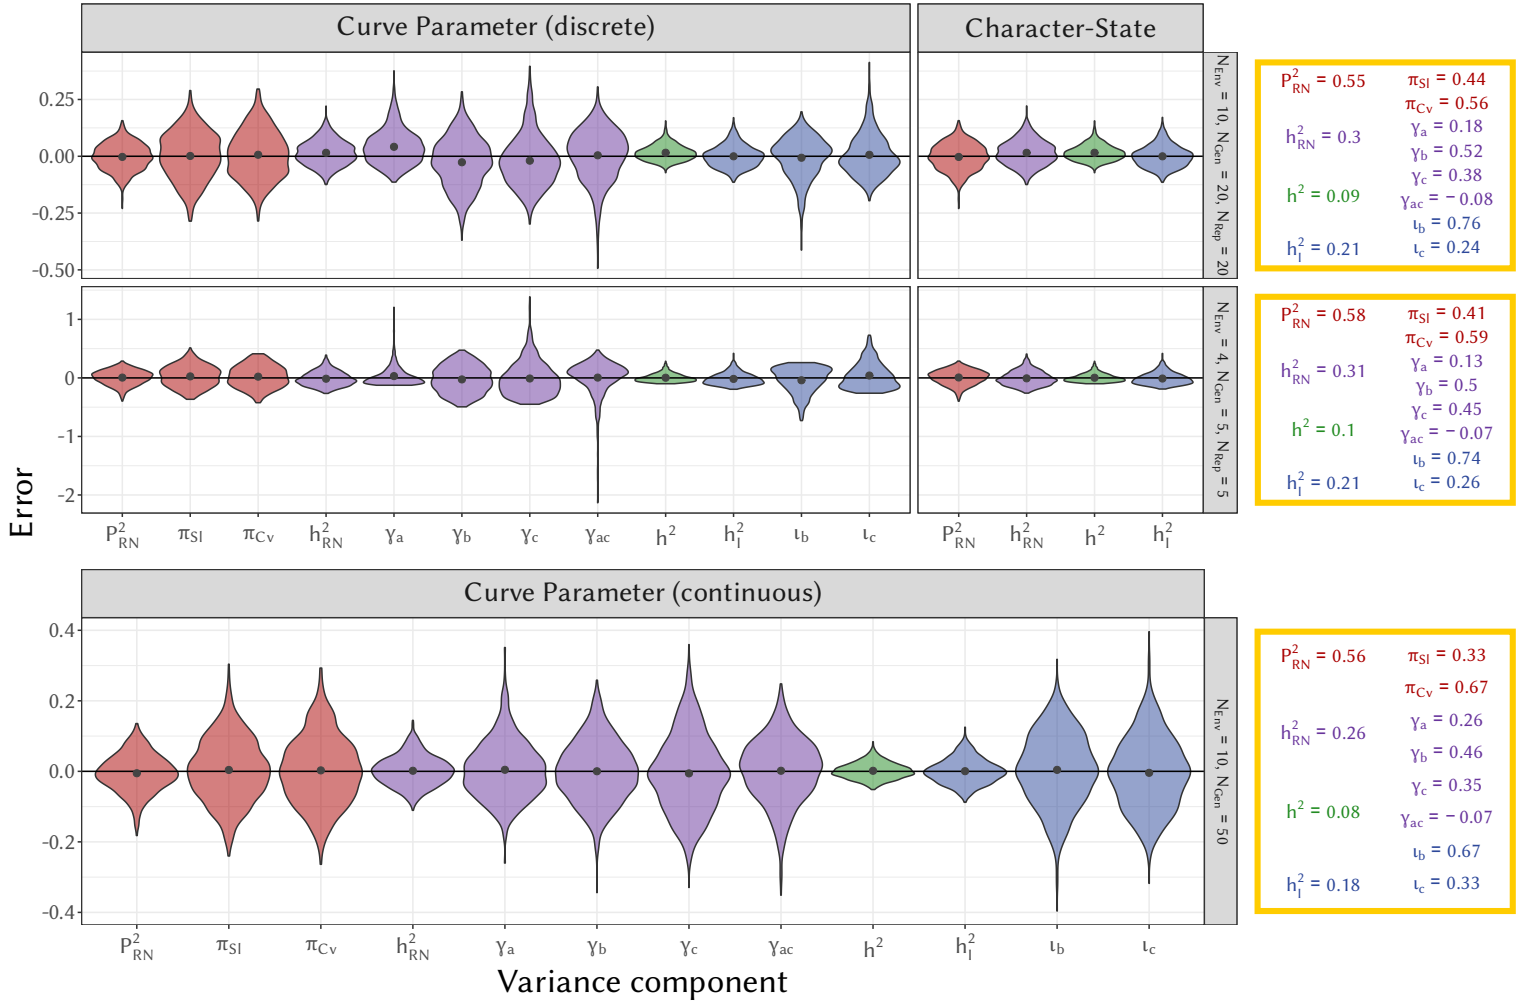 Curve Parameter (discrete)
Character-State
0.25
0.00
-0.25
-0.50
N_Env = 10, N_Gen = 20, N_Rep = 20
P²_RN = 0.55
π_Sl = 0.44
π_Cv = 0.56
h²_RN = 0.3
γ_a = 0.18
γ_b = 0.52
γ_c = 0.38
h² = 0.09
γ_ac = −0.08
ι_b = 0.76
h²_I = 0.21
ι_c = 0.24
1
0
-1
-2
N_Env = 4, N_Gen = 5, N_Rep = 5
P²_RN = 0.58
π_Sl = 0.41
π_Cv = 0.59
h²_RN = 0.31
γ_a = 0.13
γ_b = 0.5
γ_c = 0.45
h² = 0.1
γ_ac = −0.07
ι_b = 0.74
h²_I = 0.21
ι_c = 0.26
P²_RN π_Sl π_Cv h²_RN γ_a γ_b γ_c γ_ac h² h²_I ι_b ι_c
P²_RN h²_RN h² h²_I
Error
Curve Parameter (continuous)
0.4
0.2
0.0
-0.2
-0.4
N_Env = 10, N_Gen = 50
P²_RN = 0.56
π_Sl = 0.33
π_Cv = 0.67
h²_RN = 0.26
γ_a = 0.26
γ_b = 0.46
γ_c = 0.35
h² = 0.08
γ_ac = −0.07
ι_b = 0.67
h²_I = 0.18
ι_c = 0.33
P²_RN π_Sl π_Cv h²_RN γ_a γ_b γ_c γ_ac h² h²_I ι_b ι_c
Variance component